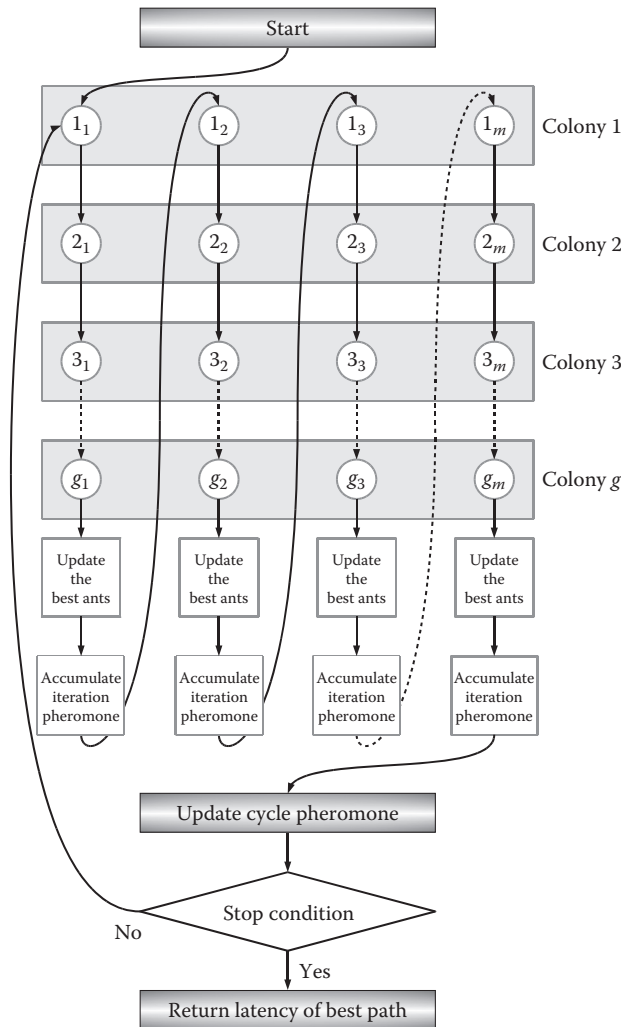 Start
1₁ 1₂ 1₃ 1ₘ Colony 1
2₁ 2₂ 2₃ 2ₘ Colony 2
3₁ 3₂ 3₃ 3ₘ Colony 3
g₁ g₂ g₃ gₘ Colony g
Update Update Update Update
the the the the
best ants best ants best ants best ants
Accumulate Accumulate Accumulate Accumulate
iteration iteration iteration iteration
pheromone pheromone pheromone pheromone
Update cycle pheromone
Stop condition
No
Yes
Return latency of best path